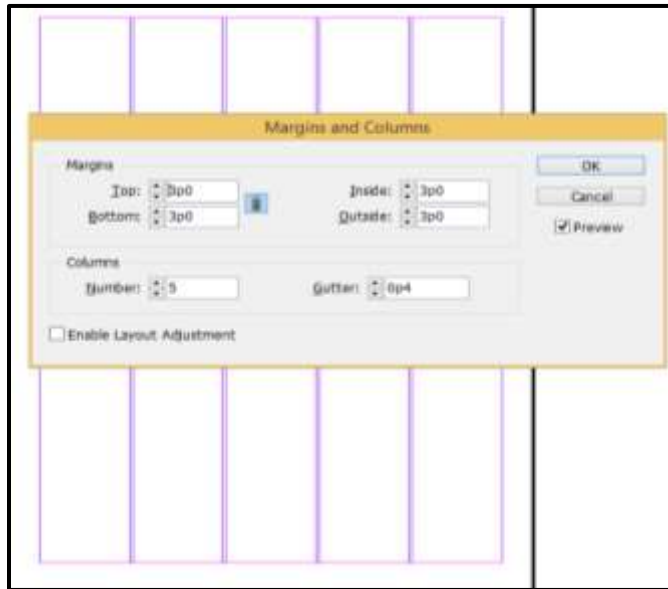 Margins and Columns
Margins
Top: 3p0
Bottom: 3p0
Inside: 3p0
Outside: 3p0
OK
Cancel
Preview
Columns
Number: 5
Gutter: 0p4
Enable Layout Adjustment